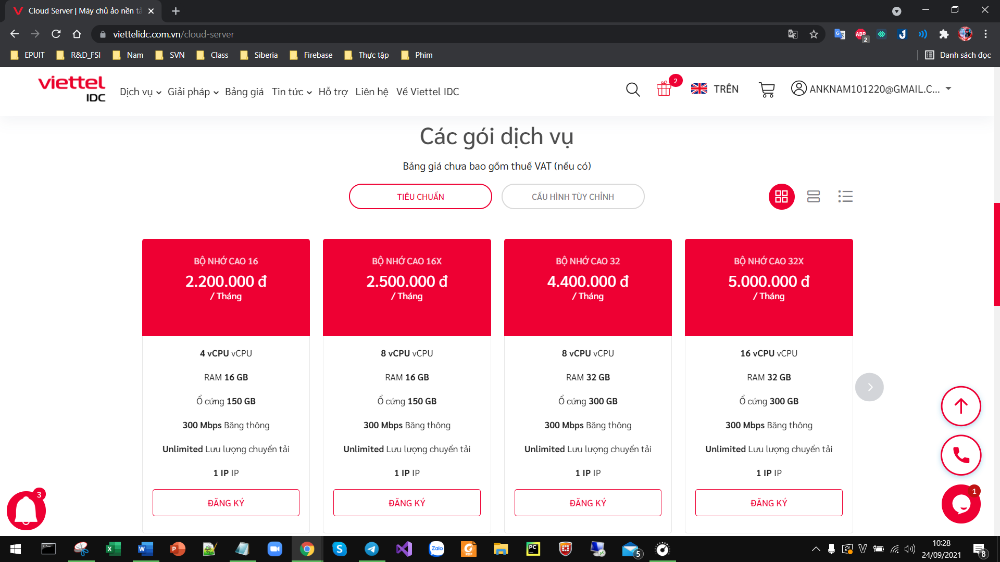 Cloud Server | Máy chủ ảo nền tả
viettelidc.com.vn/cloud-server
ABP
2
EPUIT
R&D_FSI
Nam
SVN
Class
Siberia
Firebase
Thực tập
Phim
Danh sách đọc
viettel
IDC
Dịch vụ
Giải pháp
Bảng giá
Tin tức
Hỗ trợ
Liên hệ
Về Viettel IDC
2
TRÊN
ANKNAM101220@GMAIL.C...
Các gói dịch vụ
Bảng giá chưa bao gồm thuế VAT (nếu có)
TIÊU CHUẨN
CẤU HÌNH TÙY CHỈNH
BỘ NHỚ CAO 16
2.200.000 đ
/ Tháng
4 vCPU vCPU
RAM 16 GB
Ổ cứng 150 GB
300 Mbps Băng thông
Unlimited Lưu lượng chuyển tải
1 IP IP
ĐĂNG KÝ
BỘ NHỚ CAO 16X
2.500.000 đ
/ Tháng
8 vCPU vCPU
RAM 16 GB
Ổ cứng 150 GB
300 Mbps Băng thông
Unlimited Lưu lượng chuyển tải
1 IP IP
ĐĂNG KÝ
BỘ NHỚ CAO 32
4.400.000 đ
/ Tháng
8 vCPU vCPU
RAM 32 GB
Ổ cứng 300 GB
300 Mbps Băng thông
Unlimited Lưu lượng chuyển tải
1 IP IP
ĐĂNG KÝ
BỘ NHỚ CAO 32X
5.000.000 đ
/ Tháng
16 vCPU vCPU
RAM 32 GB
Ổ cứng 300 GB
300 Mbps Băng thông
Unlimited Lưu lượng chuyển tải
1 IP IP
ĐĂNG KÝ
3
1
Zalo
PDF
PC
5
V
10:28
24/09/2021
8